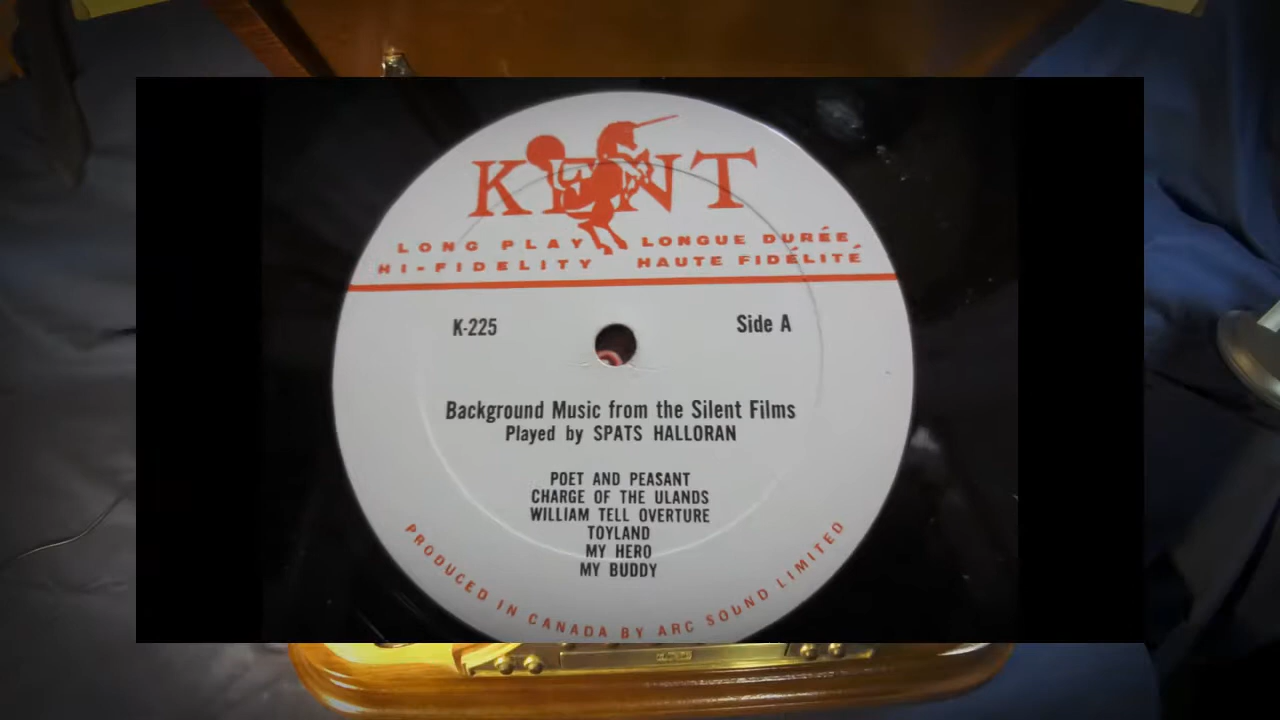 KENT
LONG PLAY LONGUE DURÉE
HI-FIDELITY HAUTE FIDÉLITÉ
K-225 Side A
Background Music from the Silent Films
Played by SPATS HALLORAN
POET AND PEASANT
CHARGE OF THE ULANDS
WILLIAM TELL OVERTURE
TOYLAND
MY HERO
MY BUDDY
PRODUCED IN CANADA BY ARC SOUND LIMITED